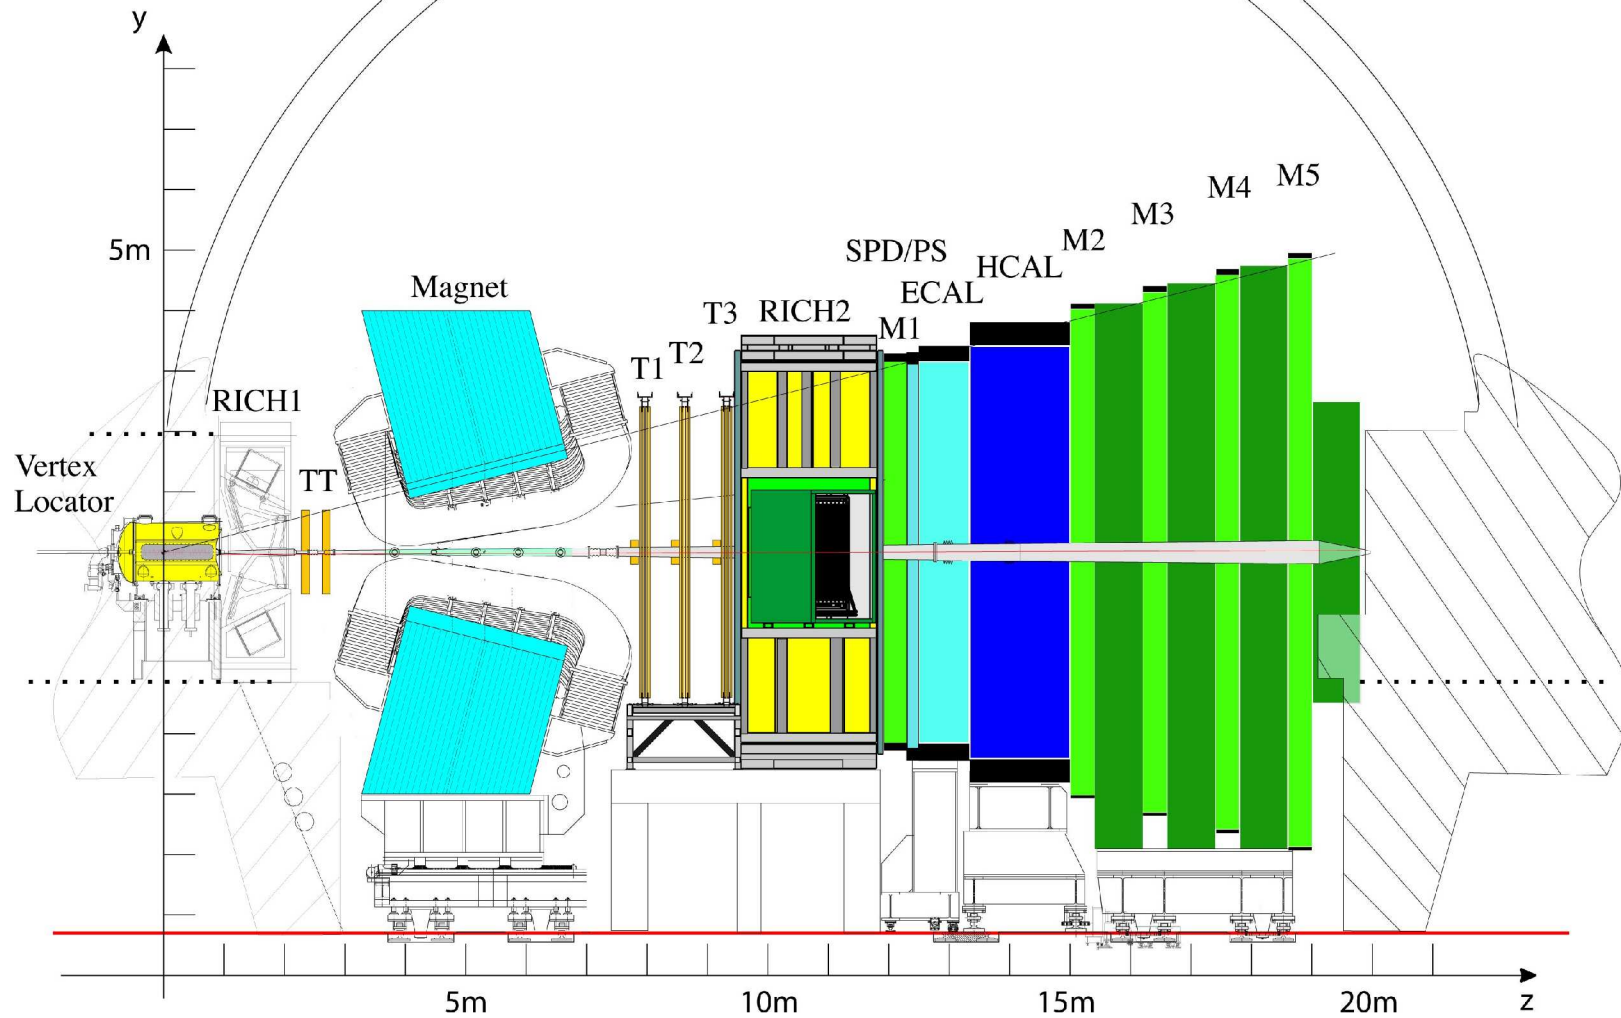 y
5m
Vertex
Locator
RICH1
TT
Magnet
T1
T2
T3
RICH2
M1
SPD/PS
ECAL
HCAL
M2
M3
M4
M5
5m
10m
15m
20m
z